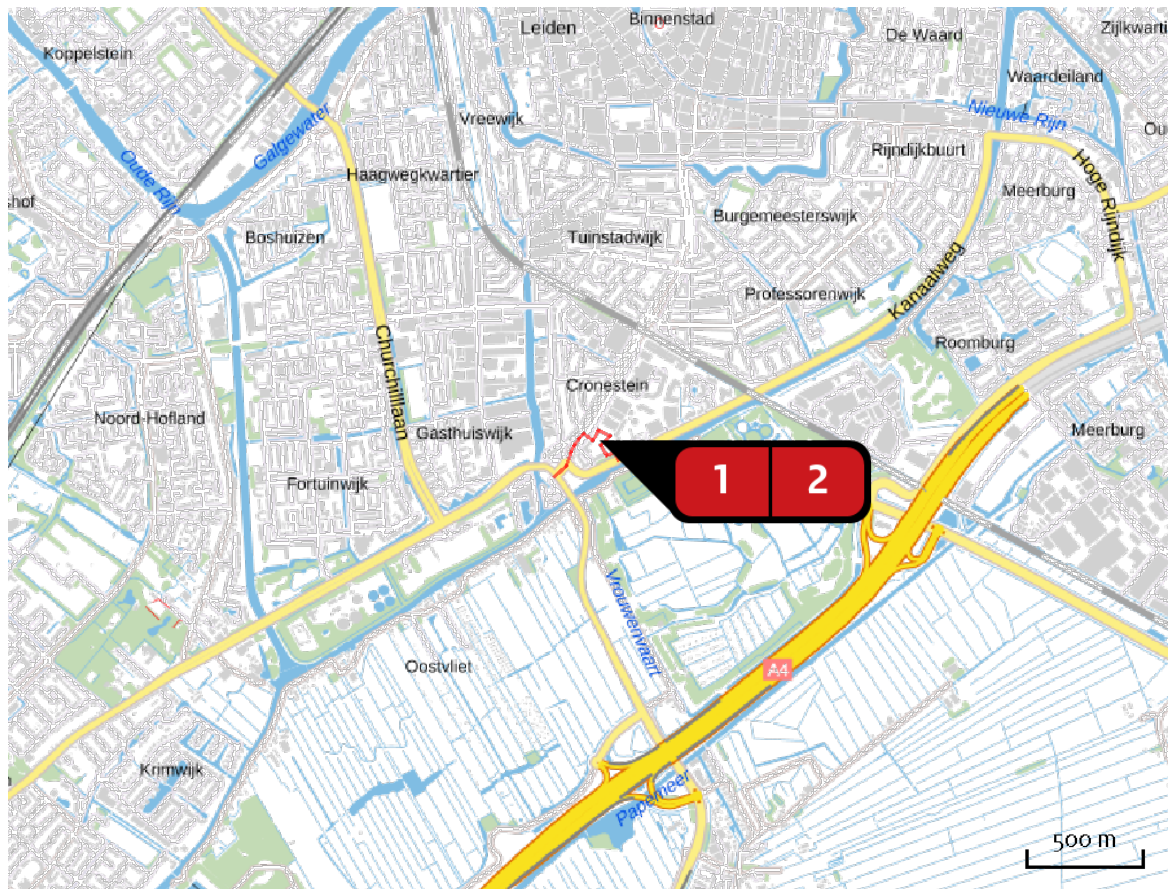 Leiden
Binnenstad
De Waard
Zijlkwarti
Koppelstein
Waardeiland
Galgewater
Vreewijk
Nieuwe Rijn
Ou
Rijndijkbuurt
Oude Rijn
Haagwegkwartier
Hoge Rijndijk
Meerburg
shof
Burgemeesterswijk
Boshuizen
Tuinstadwijk
Kanaalweg
Professorenwijk
Churchilllaan
Roomburg
Cronestein
Noord-Hofland
Gasthuiswijk
Meerburg
1 2
Fortuinwijk
Vrouwenvaart
Oostvliet
A4
Krimwijk
Papemeer
500 m